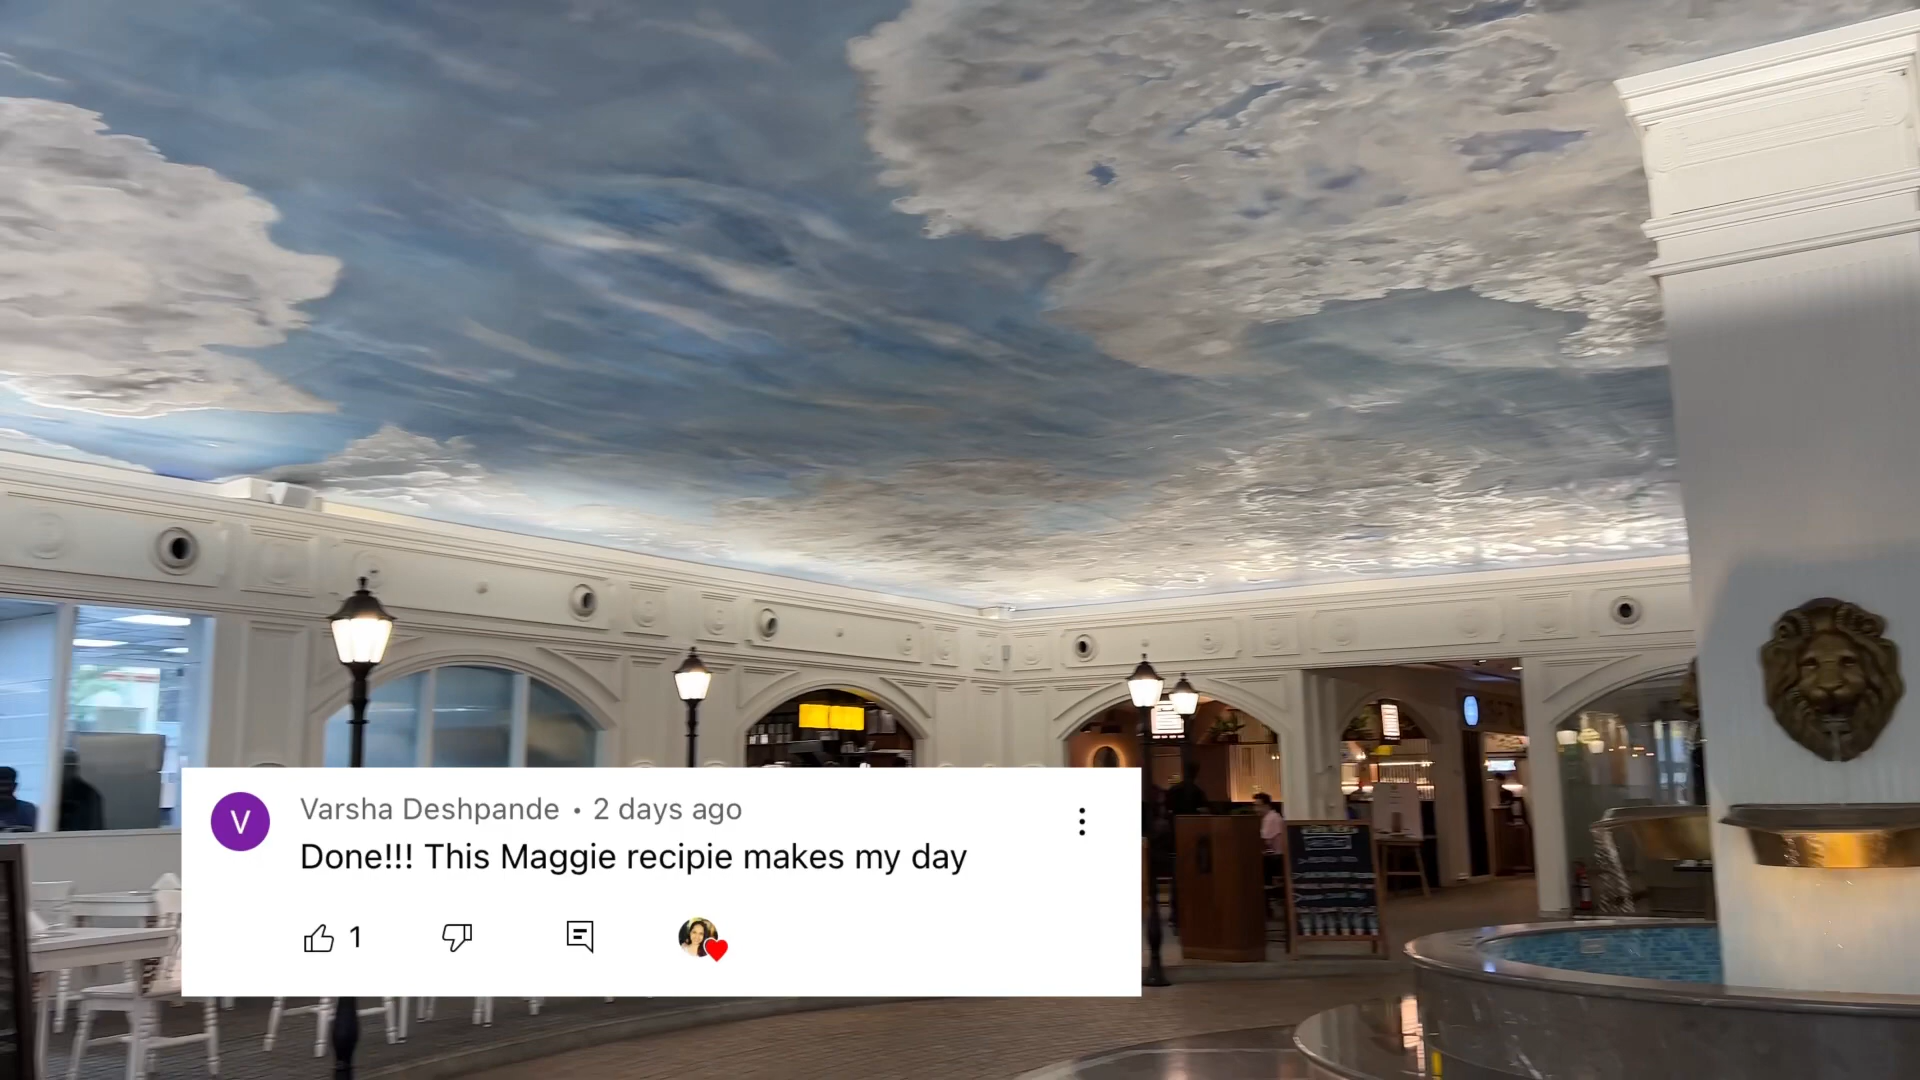 Varsha Deshpande • 2 days ago
Done!!! This Maggie recipie makes my day
1
V